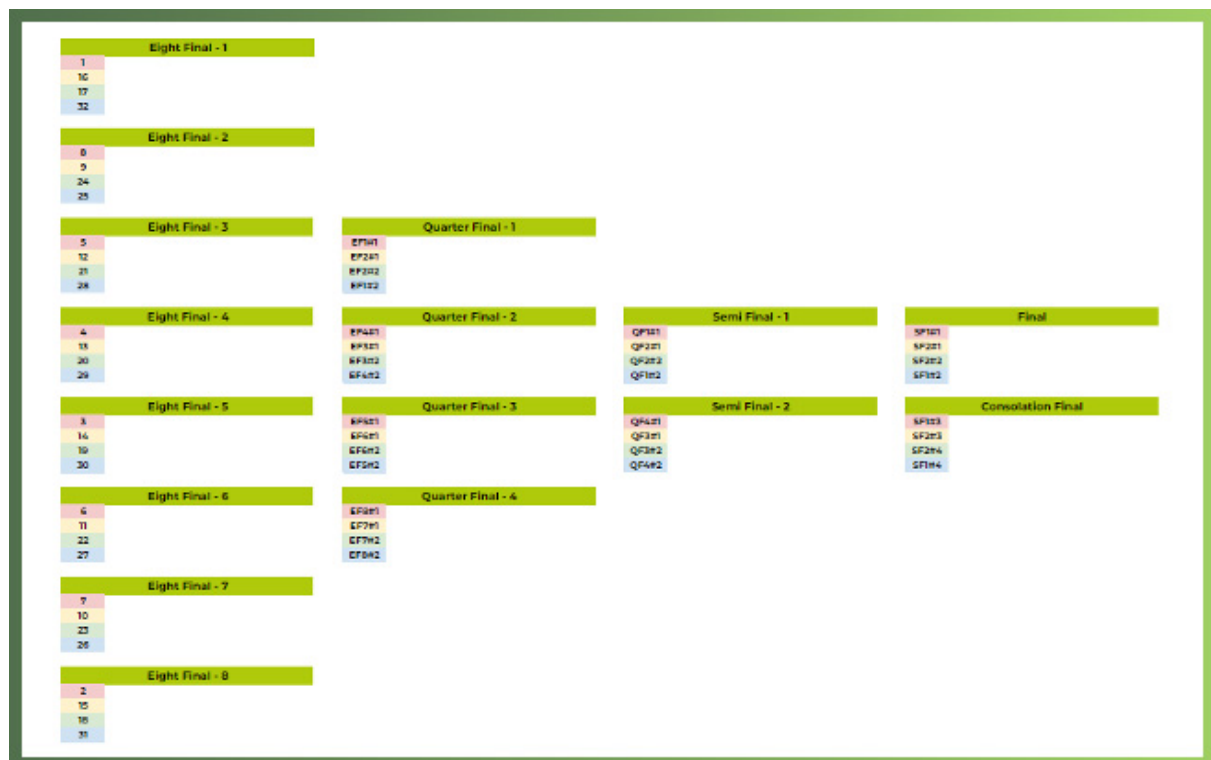 Eight Final - 1
1
16
17
32
Eight Final - 2
8
9
24
25
Eight Final - 3
5
12
21
28
Quarter Final - 1
EF1#1
EF2#1
EF2#2
EF1#2
Eight Final - 4
4
13
20
29
Quarter Final - 2
EF4#1
EF3#1
EF3#2
EF4#2
Semi Final - 1
QF1#1
QF2#1
QF2#2
QF1#2
Final
SF1#1
SF2#1
SF2#2
SF1#2
Eight Final - 5
3
14
19
30
Quarter Final - 3
EF5#1
EF6#1
EF6#2
EF5#2
Semi Final - 2
QF4#1
QF3#1
QF3#2
QF4#2
Consolation Final
SF1#3
SF2#3
SF2#4
SF1#4
Eight Final - 6
6
11
22
27
Quarter Final - 4
EF8#1
EF7#1
EF7#2
EF8#2
Eight Final - 7
7
10
23
26
Eight Final - 8
2
15
18
31